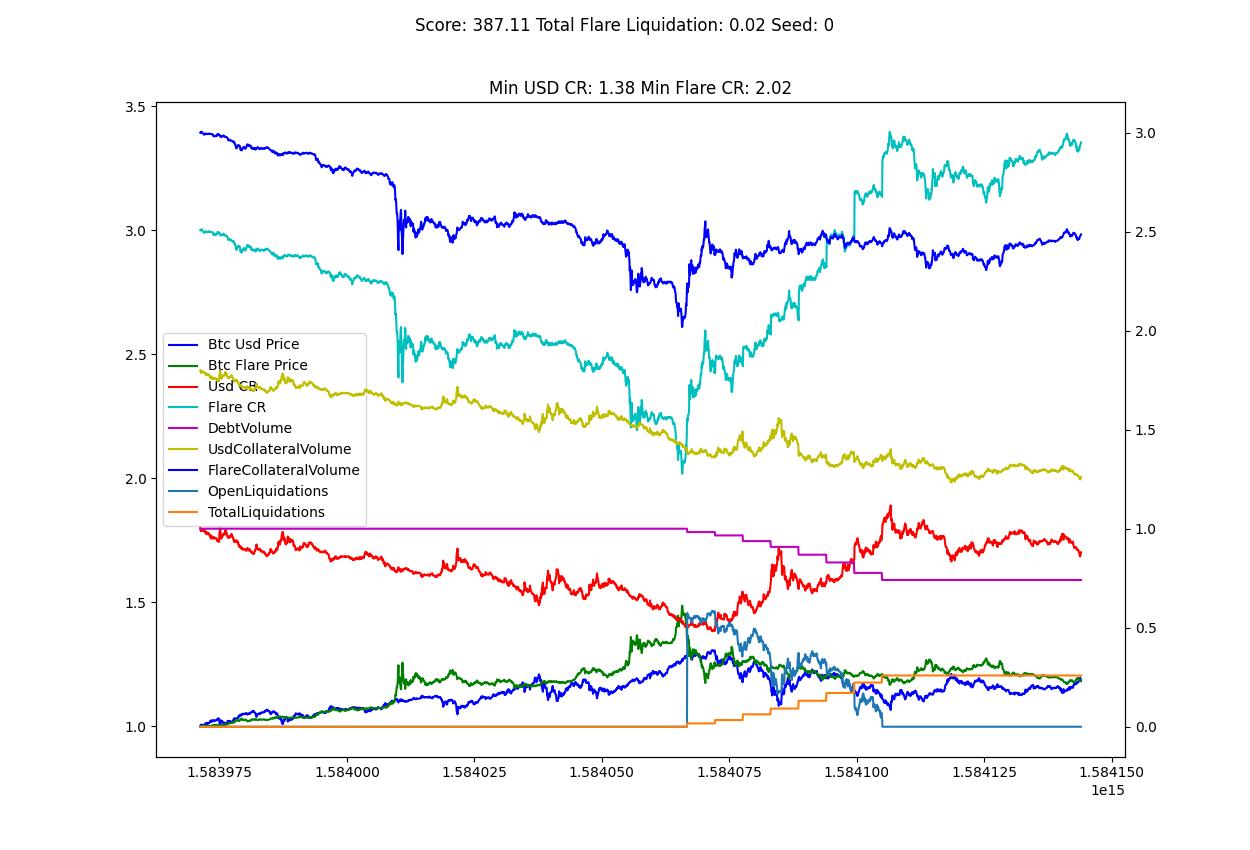 Score: 387.11 Total Flare Liquidation: 0.02 Seed: 0
Min USD CR: 1.38 Min Flare CR: 2.02
3.5
3.0
2.5
2.0
1.5
1.0
3.0
2.5
2.0
1.5
1.0
0.5
0.0
Btc Usd Price
Btc Flare Price
Usd CR
Flare CR
DebtVolume
UsdCollateralVolume
FlareCollateralVolume
OpenLiquidations
TotalLiquidations
1.583975 1.584000 1.584025 1.584050 1.584075 1.584100 1.584125 1.584150
1e15